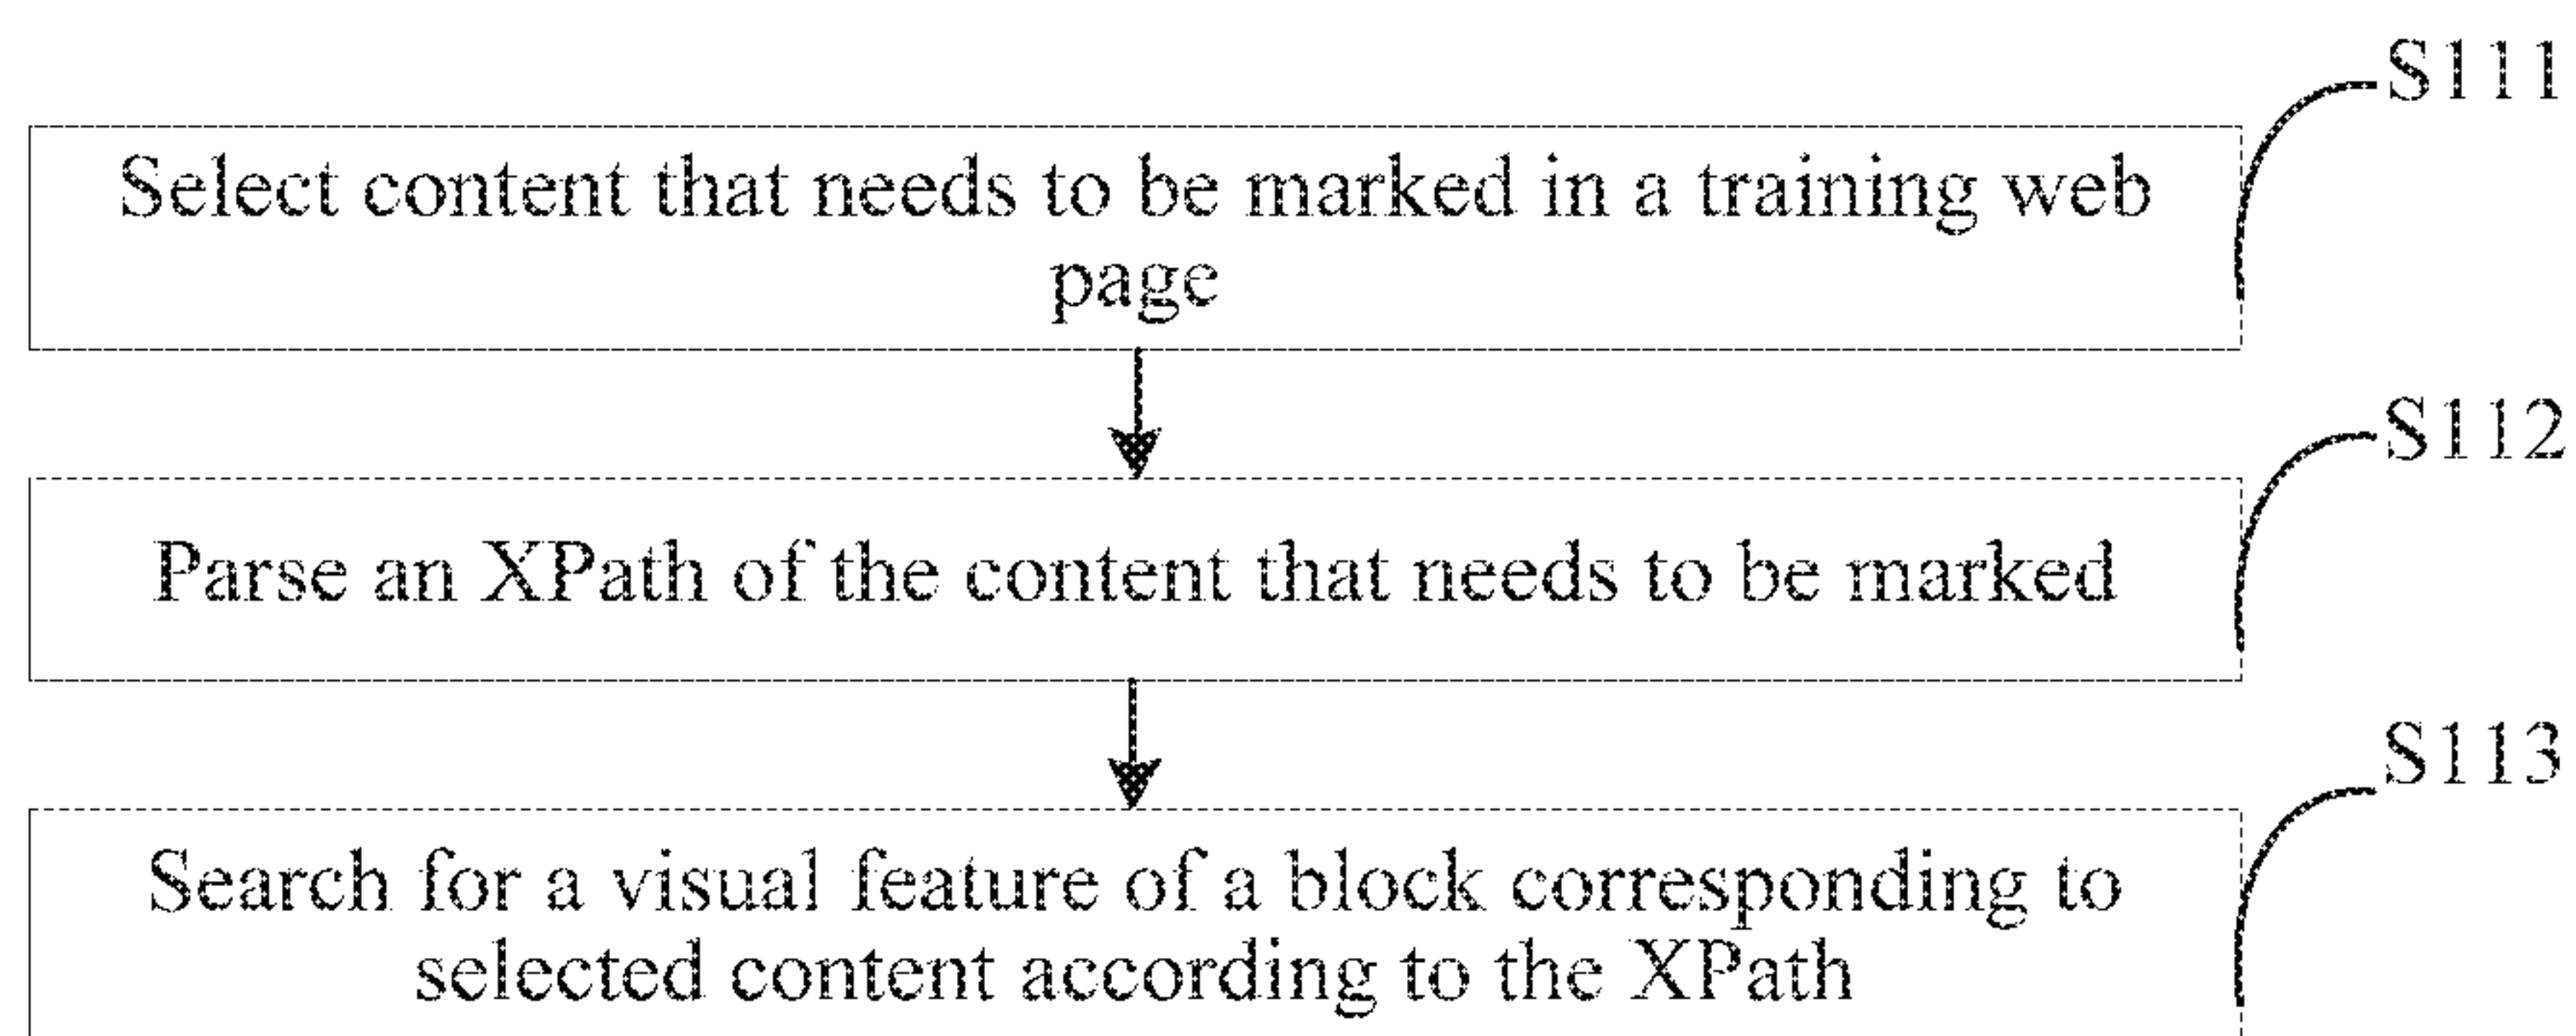 S111
Select content that needs to be marked in a training web
page
S112
Parse an XPath of the content that needs to be marked
S113
Search for a visual feature of a block corresponding to
selected content according to the XPath